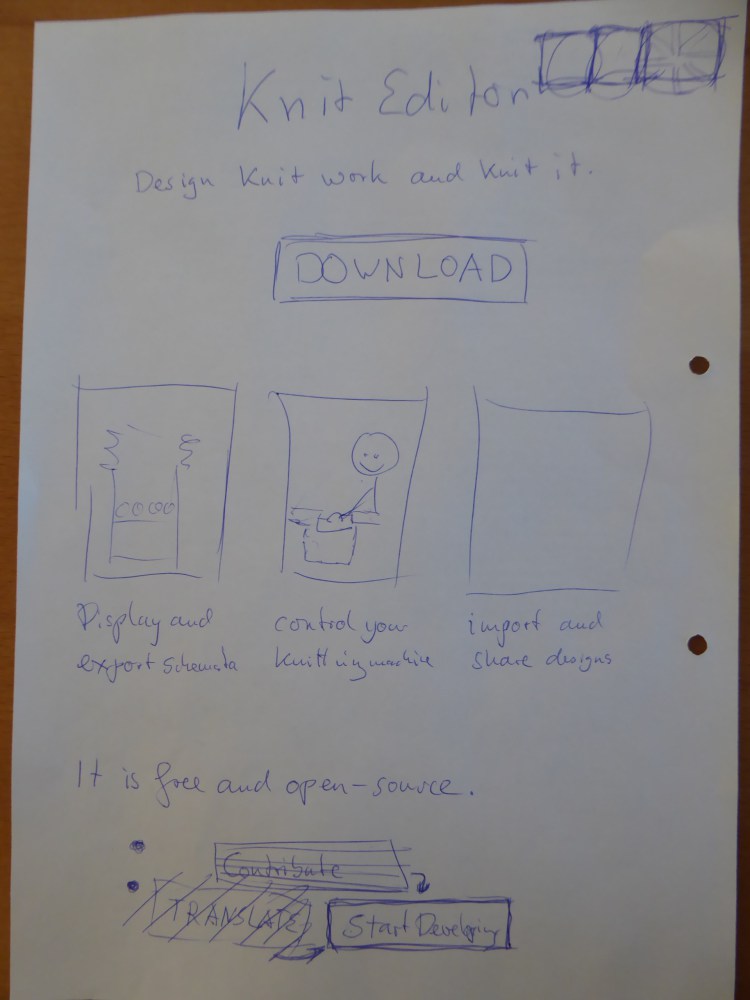 Knit Editor
Design Knit work and Knit it.
DOWNLOAD
Display and
export Schemata
control your
Knitting machine
import and
share designs
It is free and open-source.
Contribute
TRANSLATE
Start Developing